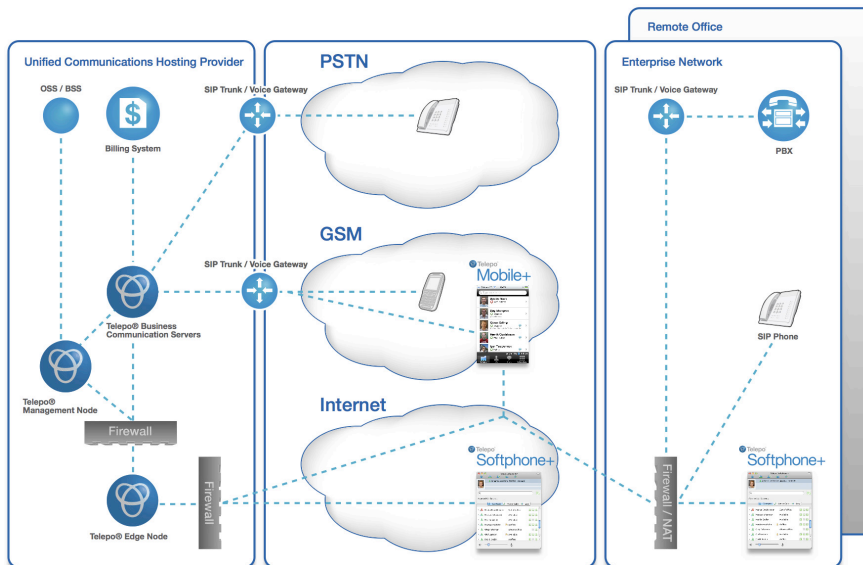 Remote Office
Unified Communications Hosting Provider
PSTN
Enterprise Network
OSS / BSS
SIP Trunk / Voice Gateway
SIP Trunk / Voice Gateway
$
Billing System
PBX
GSM
SIP Trunk / Voice Gateway
Telepo
Mobile+
Telepo® Business
Communication Servers
SIP Phone
Telepo®
Management Node
Internet
Firewall
Telepo
Softphone+
Telepo
Softphone+
Firewall
Firewall / NAT
Telepo® Edge Node